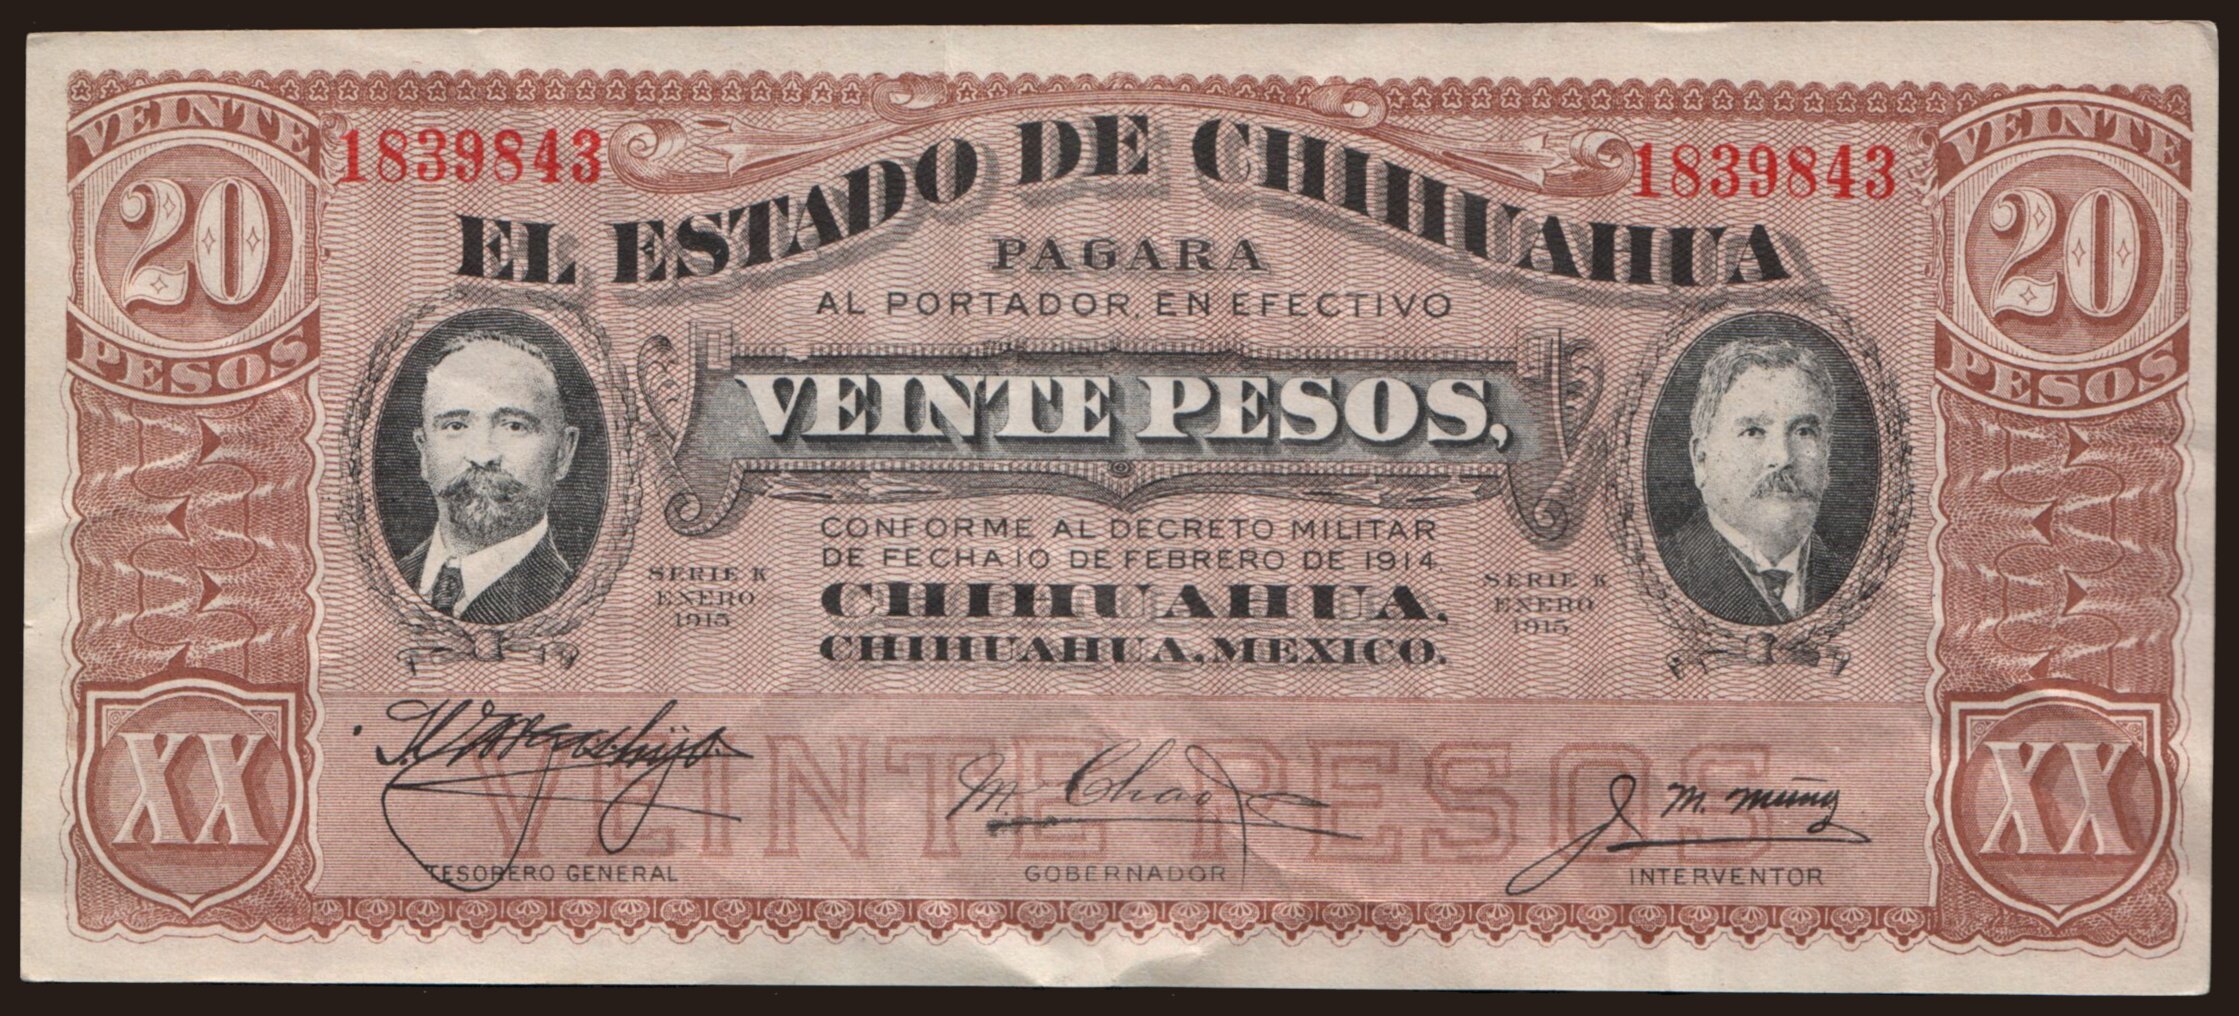 VEINTE
20
PESOS
1839843
1839843
VEINTE
20
PESOS
EL ESTADO DE CHIHUAHUA
PAGARA
AL PORTADOR, EN EFECTIVO
VEINTE PESOS,
CONFORME AL DECRETO MILITAR
DE FECHA 10 DE FEBRERO DE 1914.
CHIHUAHUA,
CHIHUAHUA, MEXICO.
SERIE K
ENERO
1915
SERIE K
ENERO
1915
XX
VEINTE PESOS
XX
M. Chao
TESORERO GENERAL
GOBERNADOR
INTERVENTOR